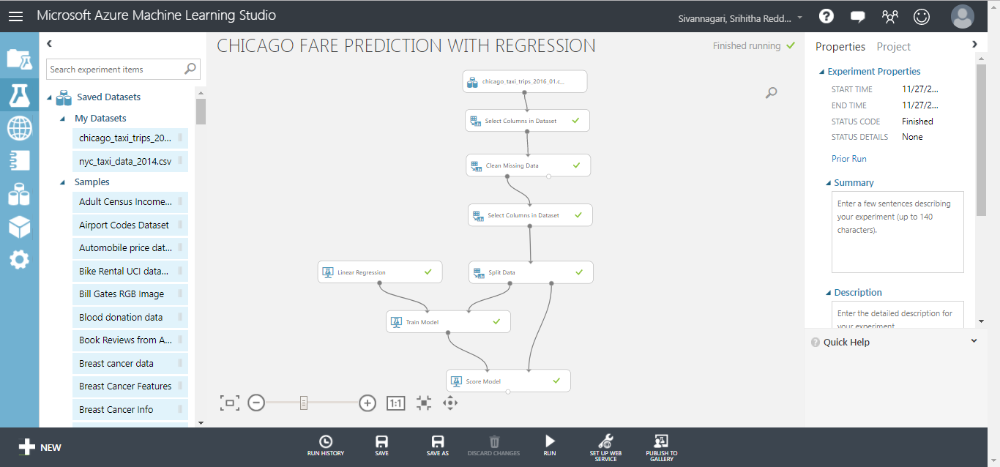 Microsoft Azure Machine Learning Studio
Sivannagari, Srihitha Redd...
Search experiment items
Saved Datasets
My Datasets
chicago_taxi_trips_20...
nyc_taxi_data_2014.csv
Samples
Adult Census Income...
Airport Codes Dataset
Automobile price dat...
Bike Rental UCI data...
Bill Gates RGB Image
Blood donation data
Book Reviews from A...
Breast cancer data
Breast Cancer Features
Breast Cancer Info
CHICAGO FARE PREDICTION WITH REGRESSION
Finished running
chicago_taxi_trips_2016_01.c...
Select Columns in Dataset
Clean Missing Data
Select Columns in Dataset
Linear Regression
Split Data
Train Model
Score Model
1:1
Properties Project
Experiment Properties
START TIME 11/27/2...
END TIME 11/27/2...
STATUS CODE Finished
STATUS DETAILS None
Prior Run
Summary
Enter a few sentences describing
your experiment (up to 140
characters).
Description
Enter the detailed description for
your experiment
? Quick Help
NEW
RUN HISTORY
SAVE
SAVE AS
DISCARD CHANGES
RUN
SET UP WEB
SERVICE
PUBLISH TO
GALLERY